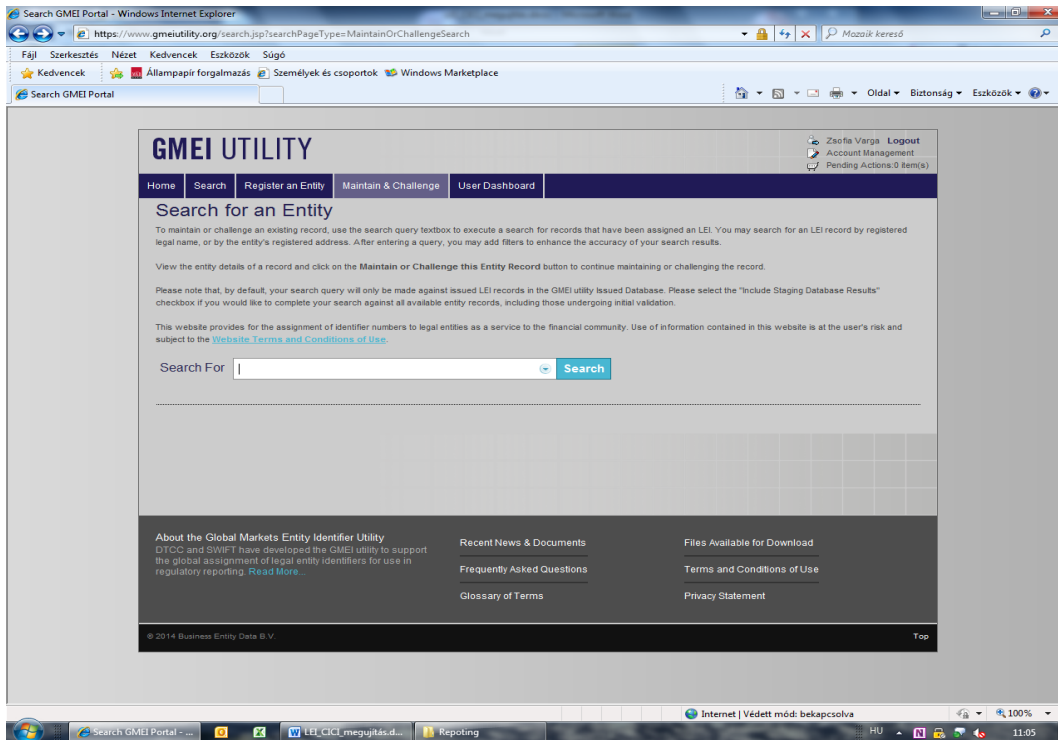 Search GMEI Portal - Windows Internet Explorer
https://www.gmeiutility.org/search.jsp?searchPageType=MaintainOrChallengeSearch
Mozaik kereső
Fájl Szerkesztés Nézet Kedvencek Eszközök Súgó
Kedvencek Állampapír forgalmazás Személyek és csoportok Windows Marketplace
Search GMEI Portal
Oldal Biztonság Eszközök
GMEI UTILITY
Zsofia Varga Logout
Account Management
Pending Actions:0 item(s)
Home Search Register an Entity Maintain & Challenge User Dashboard
Search for an Entity
To maintain or challenge an existing record, use the search query textbox to execute a search for records that have been assigned an LEI. You may search for an LEI record by registered
legal name, or by the entity's registered address. After entering a query, you may add filters to enhance the accuracy of your search results.
View the entity details of a record and click on the Maintain or Challenge this Entity Record button to continue maintaining or challenging the record.
Please note that, by default, your search query will only be made against issued LEI records in the GMEI utility Issued Database. Please select the "Include Staging Database Results"
checkbox if you would like to complete your search against all available entity records, including those undergoing initial validation.
This website provides for the assignment of identifier numbers to legal entities as a service to the financial community. Use of information contained in this website is at the user's risk and
subject to the Website Terms and Conditions of Use.
Search For Search
About the Global Markets Entity Identifier Utility
DTCC and SWIFT have developed the GMEI utility to support
the global assignment of legal entity identifiers for use in
regulatory reporting. Read More...
Recent News & Documents
Frequently Asked Questions
Glossary of Terms
Files Available for Download
Terms and Conditions of Use
Privacy Statement
© 2014 Business Entity Data B.V.
Top
Internet | Védett mód: bekapcsolva
100%
Search GMEI Portal - ...
LEI_CICI_megujítás.d...
Repoting
HU
11:05